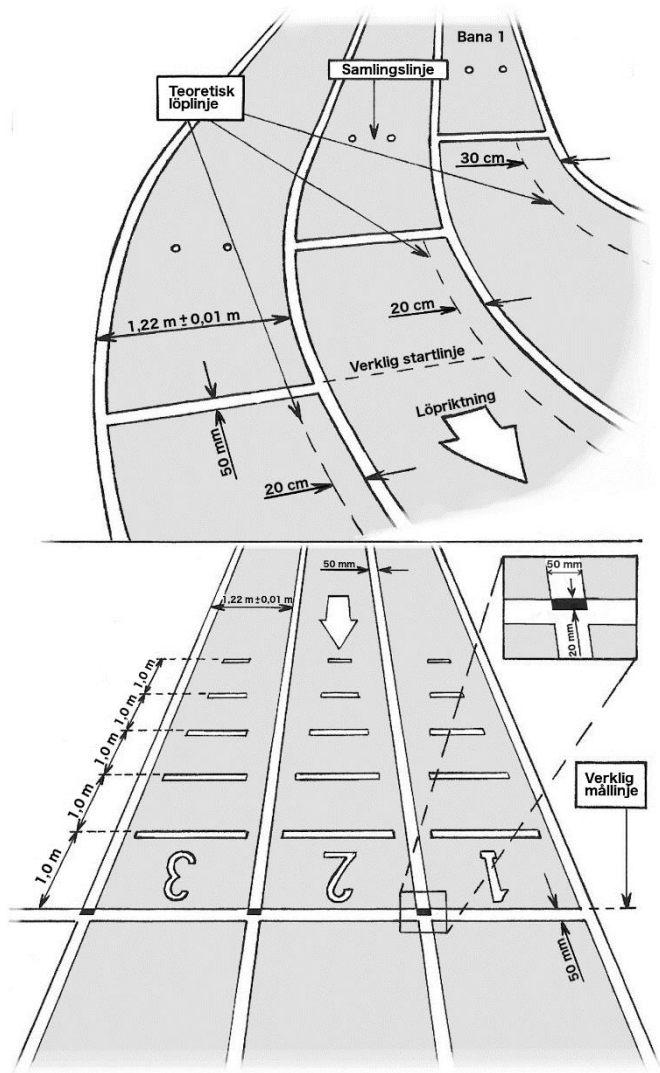 Bana 1
Samlingslinje
Teoretisk
löplinje
30 cm
1,22 m ± 0,01 m
20 cm
Verklig startlinje
Löpriktning
50 mm
20 cm
50 mm
50 mm
1,22 m ± 0,01 m
20 mm
1,0 m
1,0 m
1,0 m
1,0 m
1,0 m
Verklig
mållinje
3
2
1
50 mm